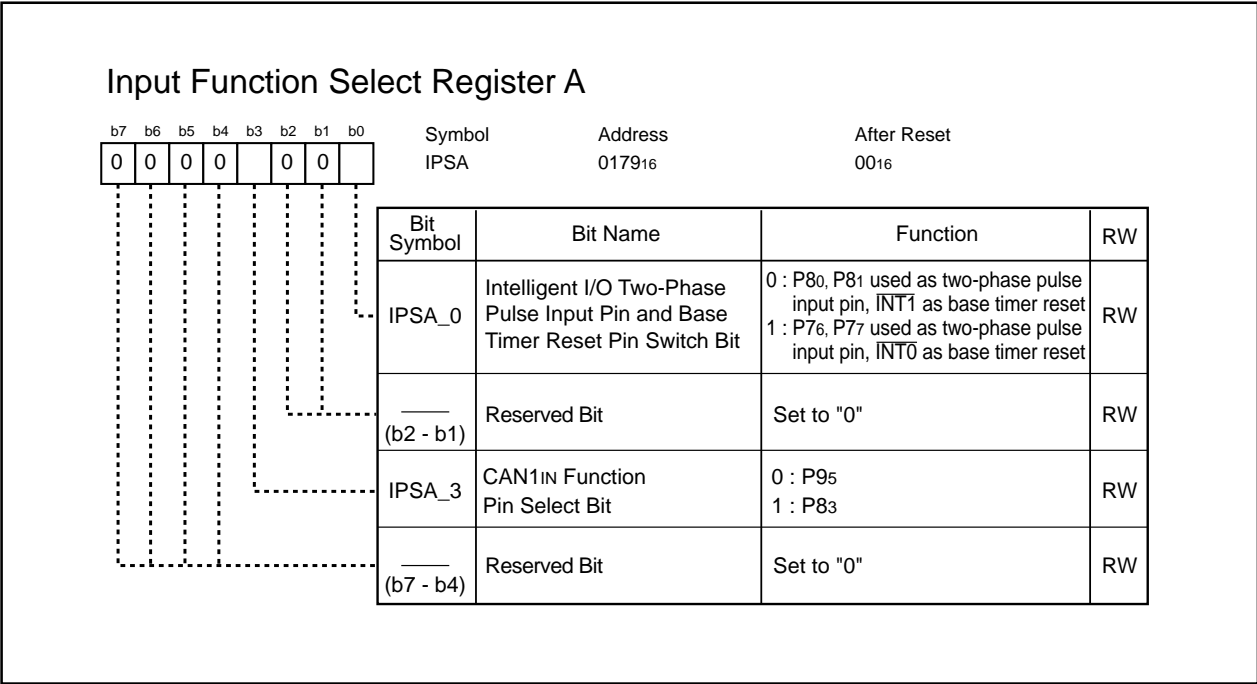 Input Function Select Register A
b7 b6 b5 b4 b3 b2 b1 b0
Symbol Address After Reset
0 0 0 0 0 0
IPSA 017916 0016
Bit Symbol Bit Name Function RW
IPSA_0
Intelligent I/O Two-Phase
Pulse Input Pin and Base
Timer Reset Pin Switch Bit
0 : P80, P81 used as two-phase pulse
input pin, INT1 as base timer reset
1 : P76, P77 used as two-phase pulse
input pin, INT0 as base timer reset
RW
(b2 - b1)
Reserved Bit
Set to "0"
RW
IPSA_3
CAN1IN Function
Pin Select Bit
0 : P95
1 : P83
RW
(b7 - b4)
Reserved Bit
Set to "0"
RW